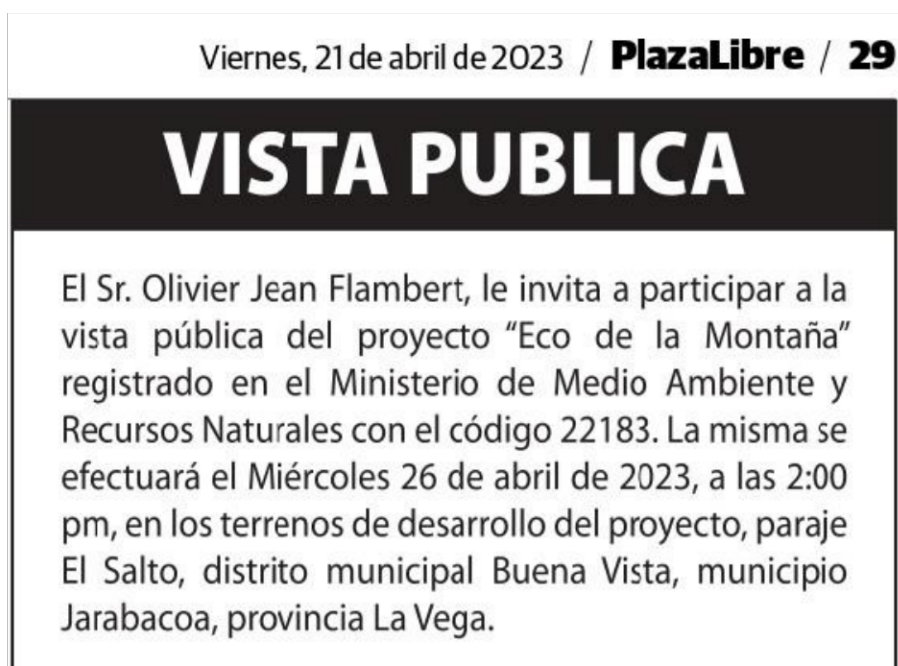 Viernes, 21 de abril de 2023 / PlazaLibre / 29
VISTA PUBLICA
El Sr. Olivier Jean Flambert, le invita a participar a la
vista pública del proyecto “Eco de la Montaña”
registrado en el Ministerio de Medio Ambiente y
Recursos Naturales con el código 22183. La misma se
efectuará el Miércoles 26 de abril de 2023, a las 2:00
pm, en los terrenos de desarrollo del proyecto, paraje
El Salto, distrito municipal Buena Vista, municipio
Jarabacoa, provincia La Vega.